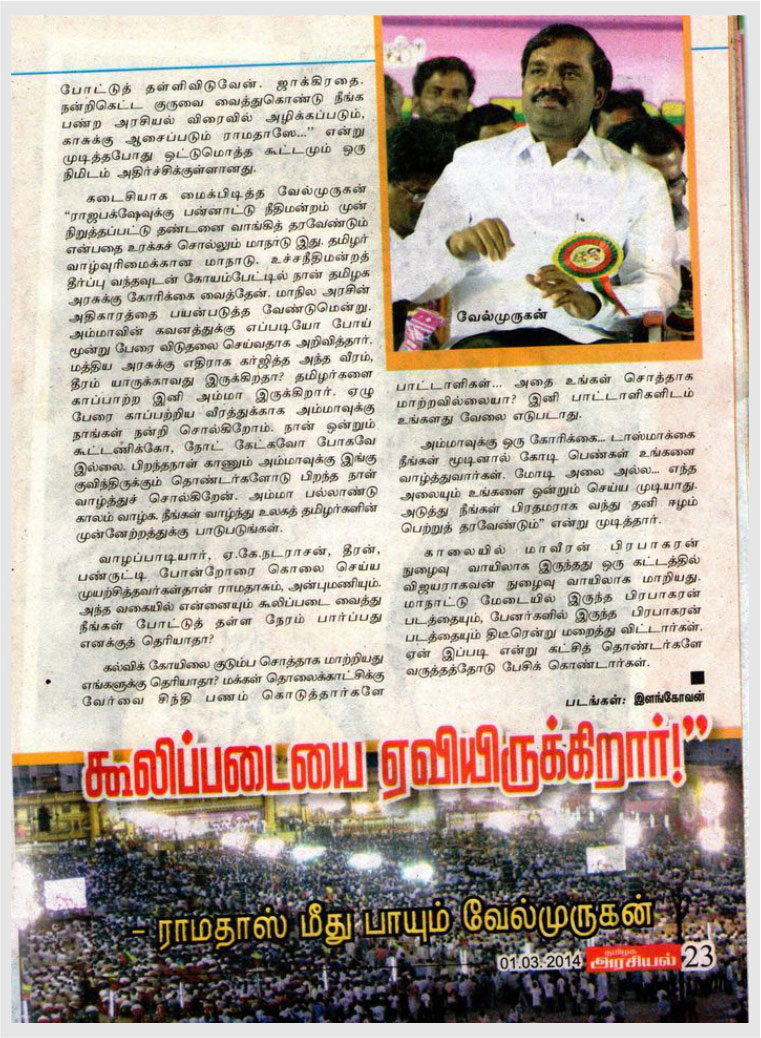 போட்டுத் தள்ளிவிடுவேன். ஜாக்கிரதை.
நன்றிகெட்ட குருவை வைத்துகொண்டு நீங்க
பண்ற அரசியல் விரைவில் அழிக்கப்படும்,
காசுக்கு ஆசைப்படும் ராமதாஸே...” என்று
முடித்தபோது ஒட்டுமொத்த கூட்டமும் ஒரு
நிமிடம் அதிர்ச்சிக்குள்ளானது.
கடைசியாக மைக்பிடித்த வேல்முருகன்
“ராஜபக்ஷேவுக்கு பன்னாட்டு நீதிமன்றம் முன்
நிறுத்தப்பட்டு தண்டனை வாங்கித் தரவேண்டும்
என்பதை உரக்கச் சொல்லும் மாநாடு இது. தமிழர்
வாழ்வுரிமைக்கான மாநாடு. உச்சநீதிமன்றத்
தீர்ப்பு வந்தவுடன் கோயம்பேட்டில் நான் தமிழக
அரசுக்கு கோரிக்கை வைத்தேன். மாநில அரசின்
அதிகாரத்தை பயன்படுத்த வேண்டுமென்று.
அம்மாவின் கவனத்துக்கு எப்படியோ போய்
மூன்று பேரை விடுதலை செய்வதாக அறிவித்தார்.
மத்திய அரசுக்கு எதிராக கர்ஜித்த அந்த வீரம்,
தீரம் யாருக்காவது இருக்கிறதா? தமிழர்களை
காப்பாற்ற இனி அம்மா இருக்கிறார். ஏழு
பேரை காப்பற்றிய வீரத்துக்காக அம்மாவுக்கு
நாங்கள் நன்றி சொல்கிறோம். நான் ஒன்றும்
கூட்டணிக்கோ, நோட் கேட்கவோ போகவே
இல்லை. பிறந்தநாள் காணும் அம்மாவுக்கு இங்கு
குவிந்திருக்கும் தொண்டர்களோடு பிறந்த நாள்
வாழ்த்துச் சொல்கிறேன். அம்மா பல்லாண்டு
காலம் வாழ்க. நீங்கள் வாழ்ந்து உலகத் தமிழர்களின்
முன்னேற்றத்துக்கு பாடுபடுங்கள்.
வாழப்பாடியார், ஏ.கே.நடராசன், தீரன்,
பண்ருட்டி போன்றோரை கொலை செய்ய
முயற்சித்தவர்கள்தான் ராமதாசும், அன்புமணியும்.
அந்த வகையில் என்னையும் கூலிப்படை வைத்து
நீங்கள் போட்டுத் தள்ள நேரம் பார்ப்பது
எனக்குத் தெரியாதா?
கல்விக் கோயிலை குடும்ப சொத்தாக மாற்றியது
எங்களுக்கு தெரியாதா? மக்கள் தொலைக்காட்சிக்கு
வேர்வை சிந்தி பணம் கொடுத்தார்களே
வேல்முருகன்
பாட்டாளிகள்... அதை உங்கள் சொத்தாக
மாற்றவில்லையா? இனி பாட்டாளிகளிடம்
உங்களது வேலை எடுபடாது.
அம்மாவுக்கு ஒரு கோரிக்கை... டாஸ்மாக்கை
நீங்கள் மூடினால் கோடி பெண்கள் உங்களை
வாழ்த்துவார்கள். மோடி அலை அல்ல... எந்த
அலையும் உங்களை ஒன்றும் செய்ய முடியாது.
அடுத்து நீங்கள் பிரதமராக வந்து தனி ஈழம்
பெற்றுத் தரவேண்டும்” என்று முடித்தார்.
காலையில் மாவீரன் பிரபாகரன்
நுழைவு வாயிலாக இருந்தது ஒரு கட்டத்தில்
விஜயராகவன் நுழைவு வாயிலாக மாறியது.
மாநாட்டு மேடையில் இருந்த பிரபாகரன்
படத்தையும், பேனர்களில் இருந்த பிரபாகரன்
படத்தையும் திடீரென்று மறைத்து விட்டார்கள்.
ஏன் இப்படி என்று கட்சித் தொண்டர்களே
வருத்தத்தோடு பேசிக் கொண்டார்கள்.
படங்கள்: இளங்கோவன்
கூலிப்படையை ஏவியிருக்கிறார்!”
- ராமதாஸ் மீது பாயும் வேல்முருகன்
01.03.2014 தமிழக அரசியல் 23